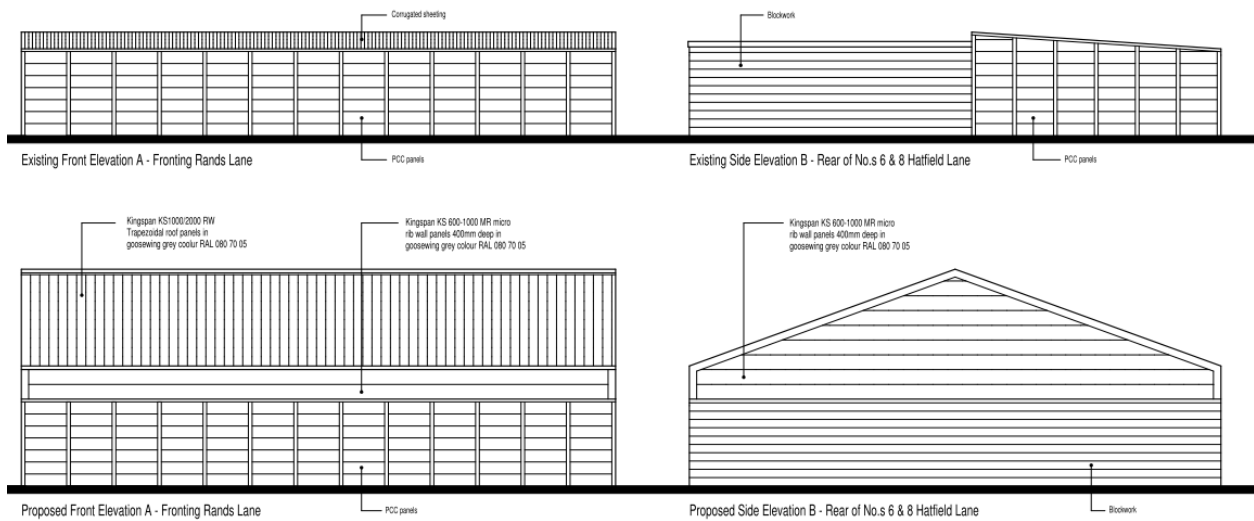 Corrugated sheeting
Blockwork
PCC panels
PCC panels
Existing Front Elevation A - Fronting Rands Lane
Existing Side Elevation B - Rear of No.s 6 & 8 Hatfield Lane
Kingspan KS1000/2000 RW
Trapezoidal roof panels in
goosewing grey coolur RAL 080 70 05
Kingspan KS 600-1000 MR micro
rib wall panels 400mm deep in
goosewing grey colour RAL 080 70 05
Kingspan KS 600-1000 MR micro
rib wall panels 400mm deep in
goosewing grey colour RAL 080 70 05
Proposed Front Elevation A - Fronting Rands Lane
PCC panels
Proposed Side Elevation B - Rear of No.s 6 & 8 Hatfield Lane
Blockwork